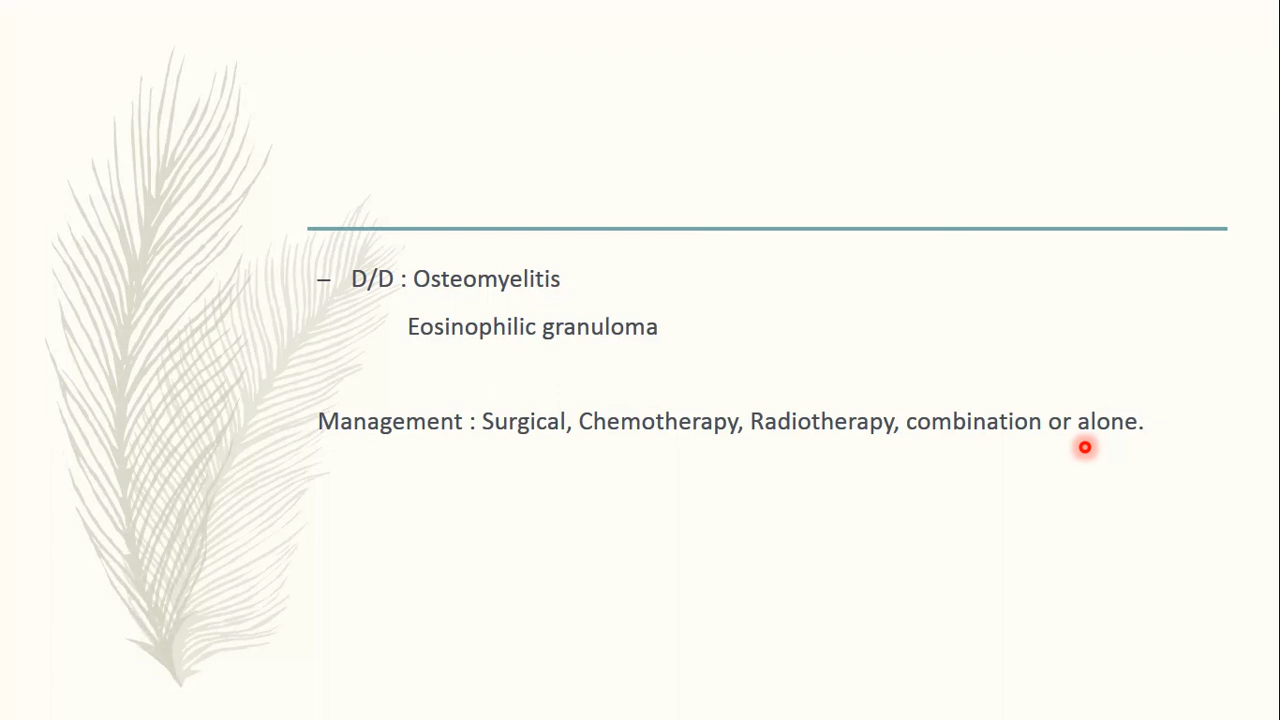 – D/D : Osteomyelitis
Eosinophilic granuloma
Management : Surgical, Chemotherapy, Radiotherapy, combination or alone.